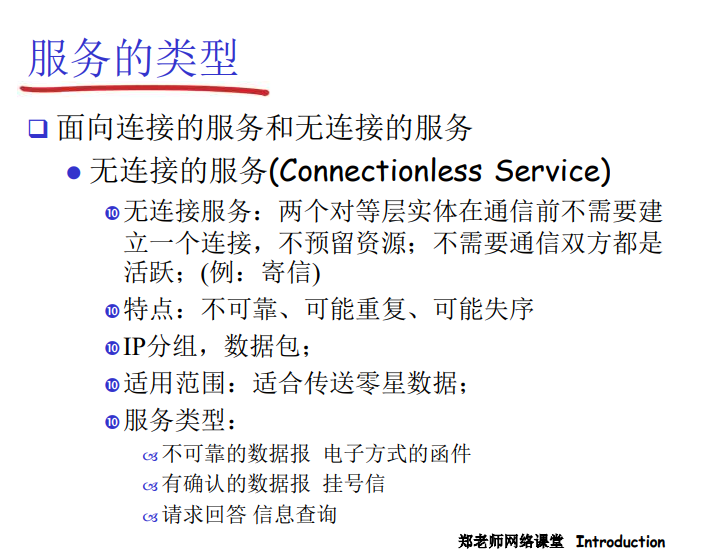 服务的类型
面向连接的服务和无连接的服务
无连接的服务(Connectionless Service)
无连接服务：两个对等层实体在通信前不需要建
立一个连接，不预留资源；不需要通信双方都是
活跃；(例：寄信)
特点：不可靠、可能重复、可能失序
IP分组，数据包；
适用范围：适合传送零星数据；
服务类型：
不可靠的数据报 电子方式的函件
有确认的数据报 挂号信
请求回答 信息查询
郑老师网络课堂 Introduction